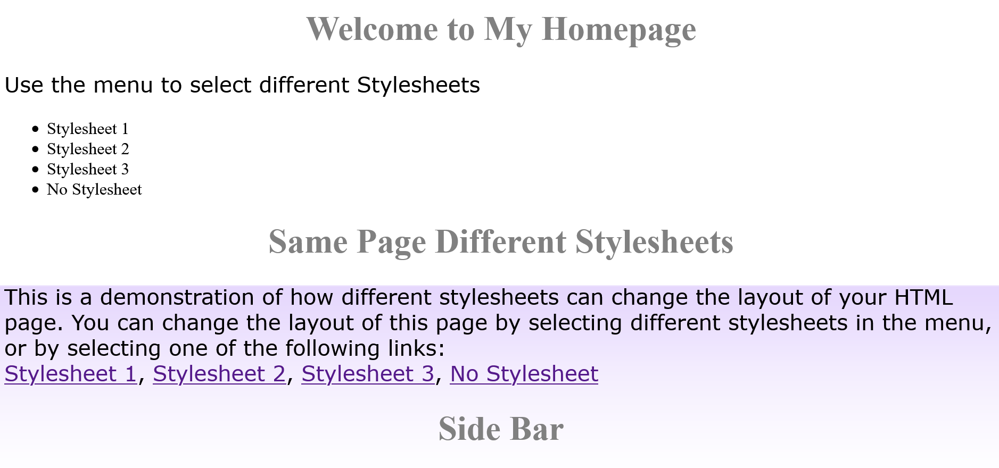 Welcome to My Homepage
Use the menu to select different Stylesheets
Stylesheet 1
Stylesheet 2
Stylesheet 3
No Stylesheet
Same Page Different Stylesheets
This is a demonstration of how different stylesheets can change the layout of your HTML
page. You can change the layout of this page by selecting different stylesheets in the menu,
or by selecting one of the following links:
Stylesheet 1, Stylesheet 2, Stylesheet 3, No Stylesheet
Side Bar